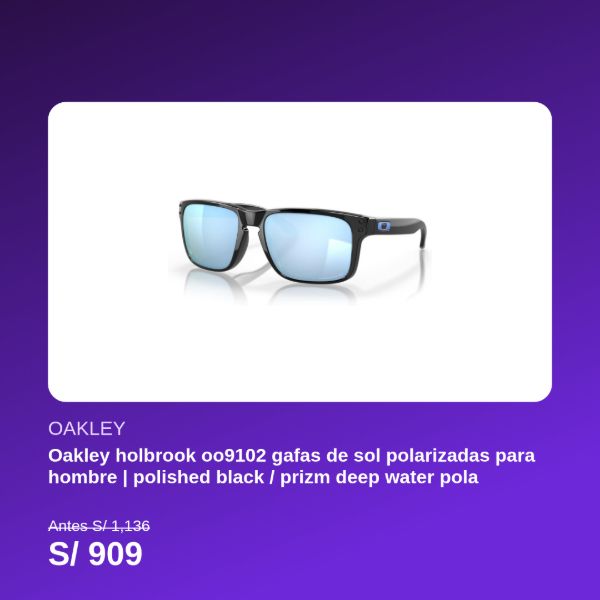 OAKLEY
Oakley holbrook oo9102 gafas de sol polarizadas para
hombre | polished black / prizm deep water pola
Antes S/ 1,136
S/ 909